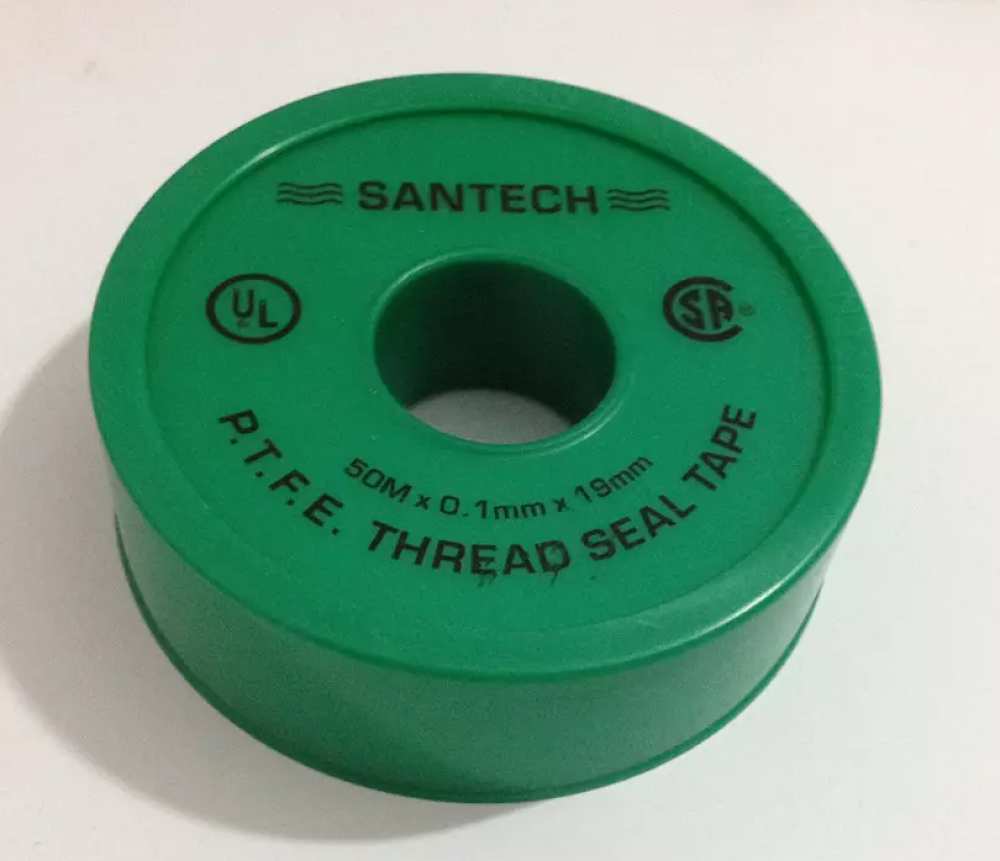 SANTECH
UL
SA
50M x 0.1mm x 19mm
P.T.F.E. THREAD SEAL TAPE